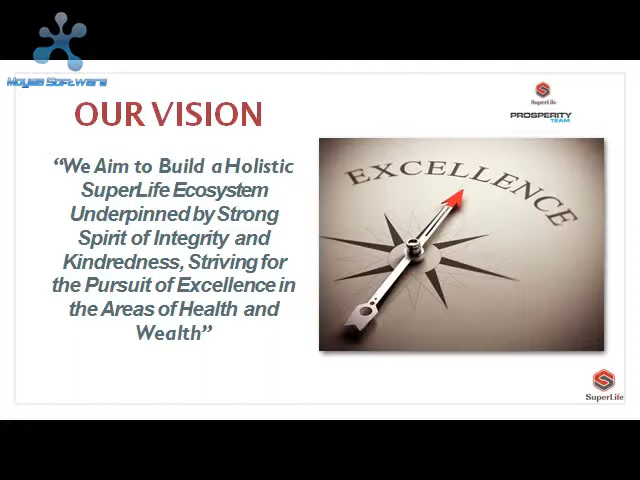 Moyea Software
OUR VISION
SuperLife
PROSPERITY
TEAM
“We Aim to Build a Holistic
SuperLife Ecosystem
Underpinned by Strong
Spirit of Integrity and
Kindredness, Striving for
the Pursuit of Excellence in
the Areas of Health and
Wealth”
EXCELLENCE
SuperLife